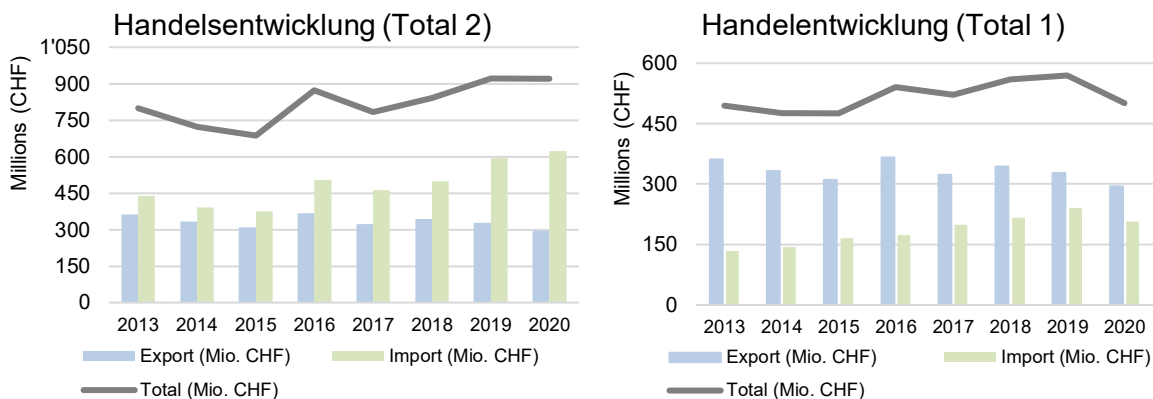 Handelsentwicklung (Total 2)
Millions (CHF)
1'050
900
750
600
450
300
150
0
2013 2014 2015 2016 2017 2018 2019 2020
Export (Mio. CHF) Import (Mio. CHF)
Total (Mio. CHF)
Handelentwicklung (Total 1)
Millions (CHF)
600
450
300
150
0
2013 2014 2015 2016 2017 2018 2019 2020
Export (Mio. CHF) Import (Mio. CHF)
Total (Mio. CHF)